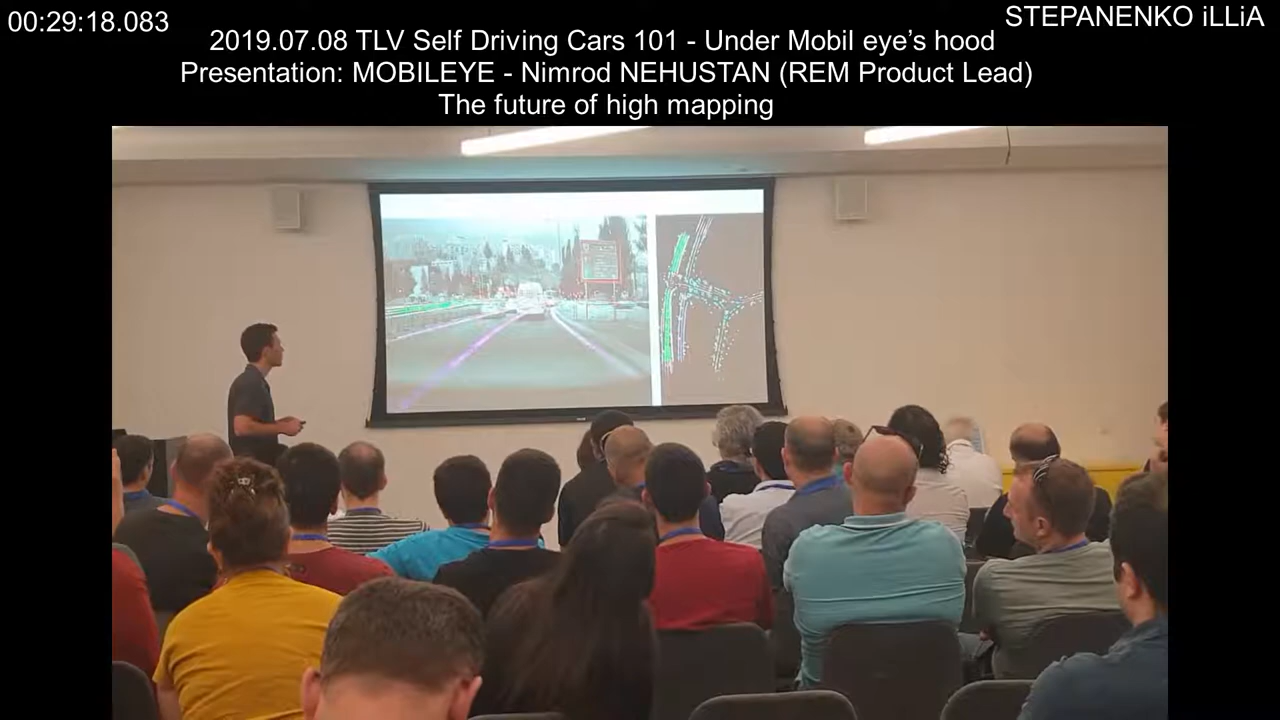 00:29:18.083
STEPANENKO iLLiA
2019.07.08 TLV Self Driving Cars 101 - Under Mobil eye's hood
Presentation: MOBILEYE - Nimrod NEHUSTAN (REM Product Lead)
The future of high mapping